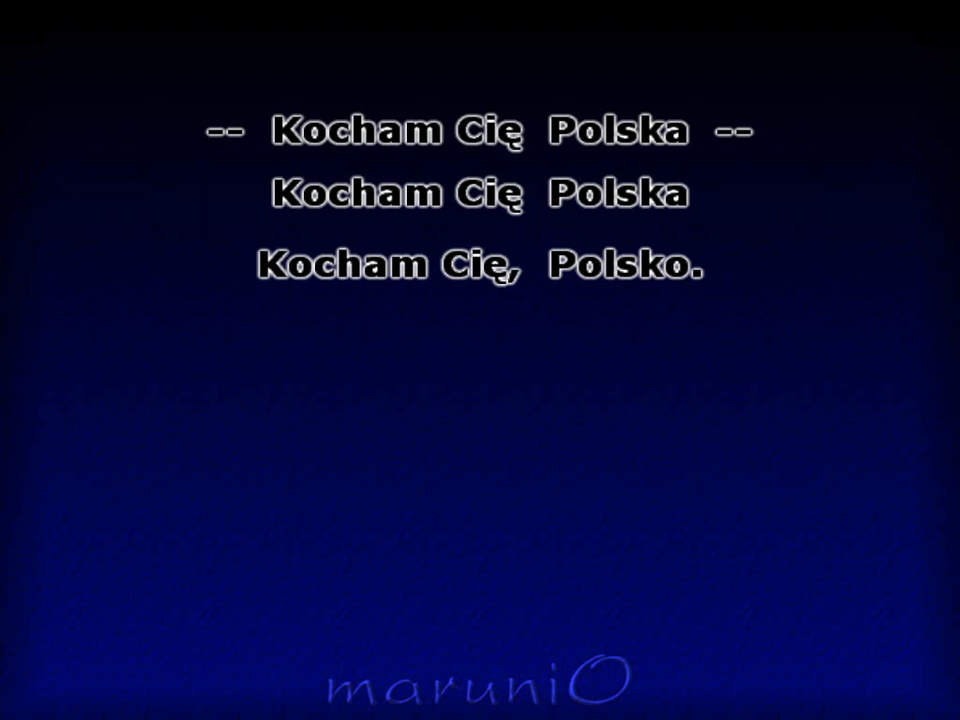 -- Kocham Cię Polska --
Kocham Cię Polska
Kocham Cię, Polsko.
maruniO